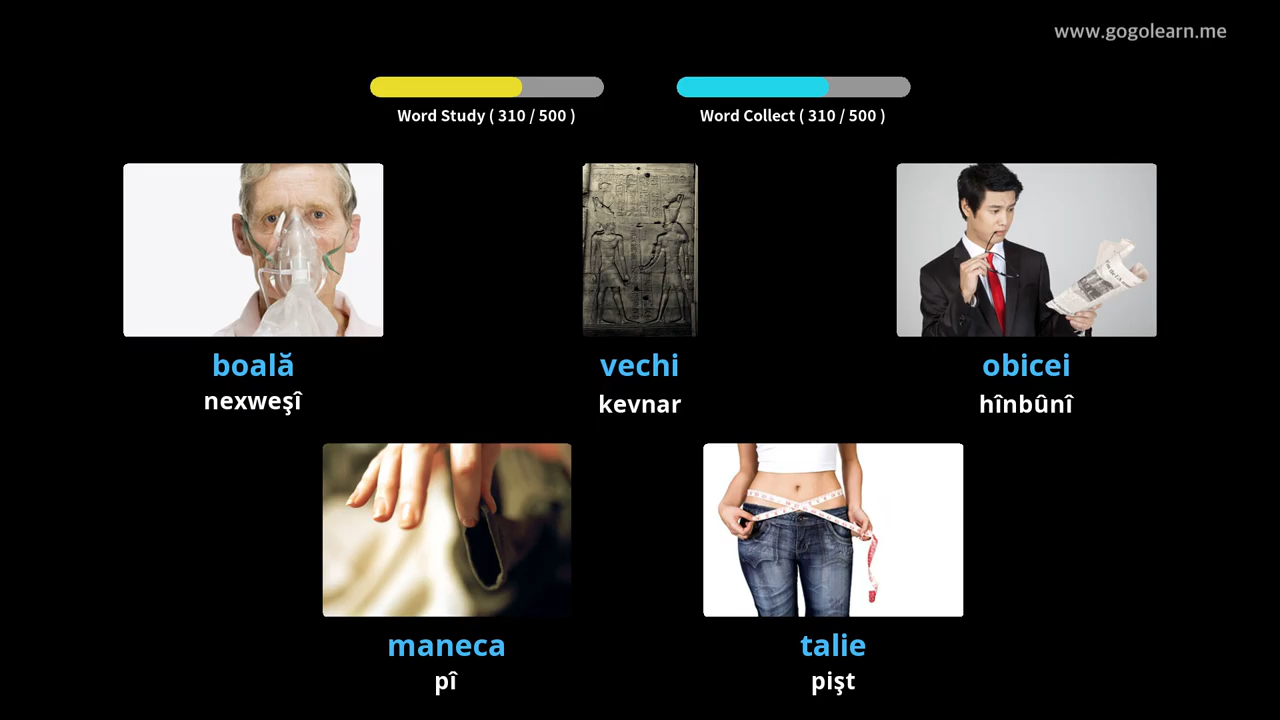 www.gogolearn.me
Word Study ( 310 / 500 )
Word Collect ( 310 / 500 )
boală
nexweşî
vechi
kevnar
obicei
hînbûnî
maneca
pî
talie
pişt